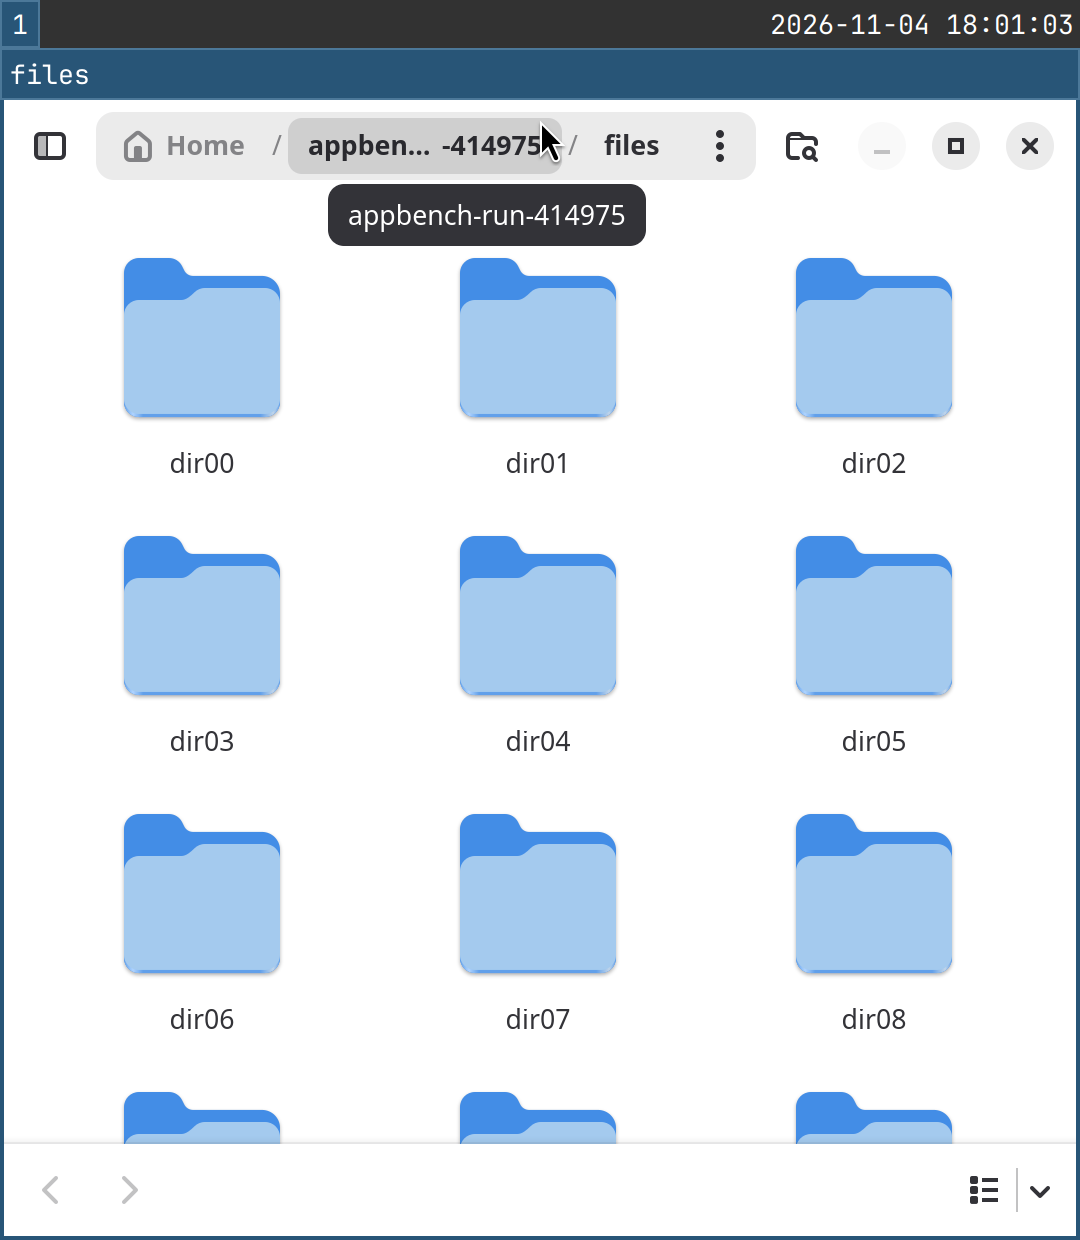 1 2026-11-04 18:01:03
files
Home / appben... -414975 / files
appbench-run-414975
dir00 dir01 dir02
dir03 dir04 dir05
dir06 dir07 dir08